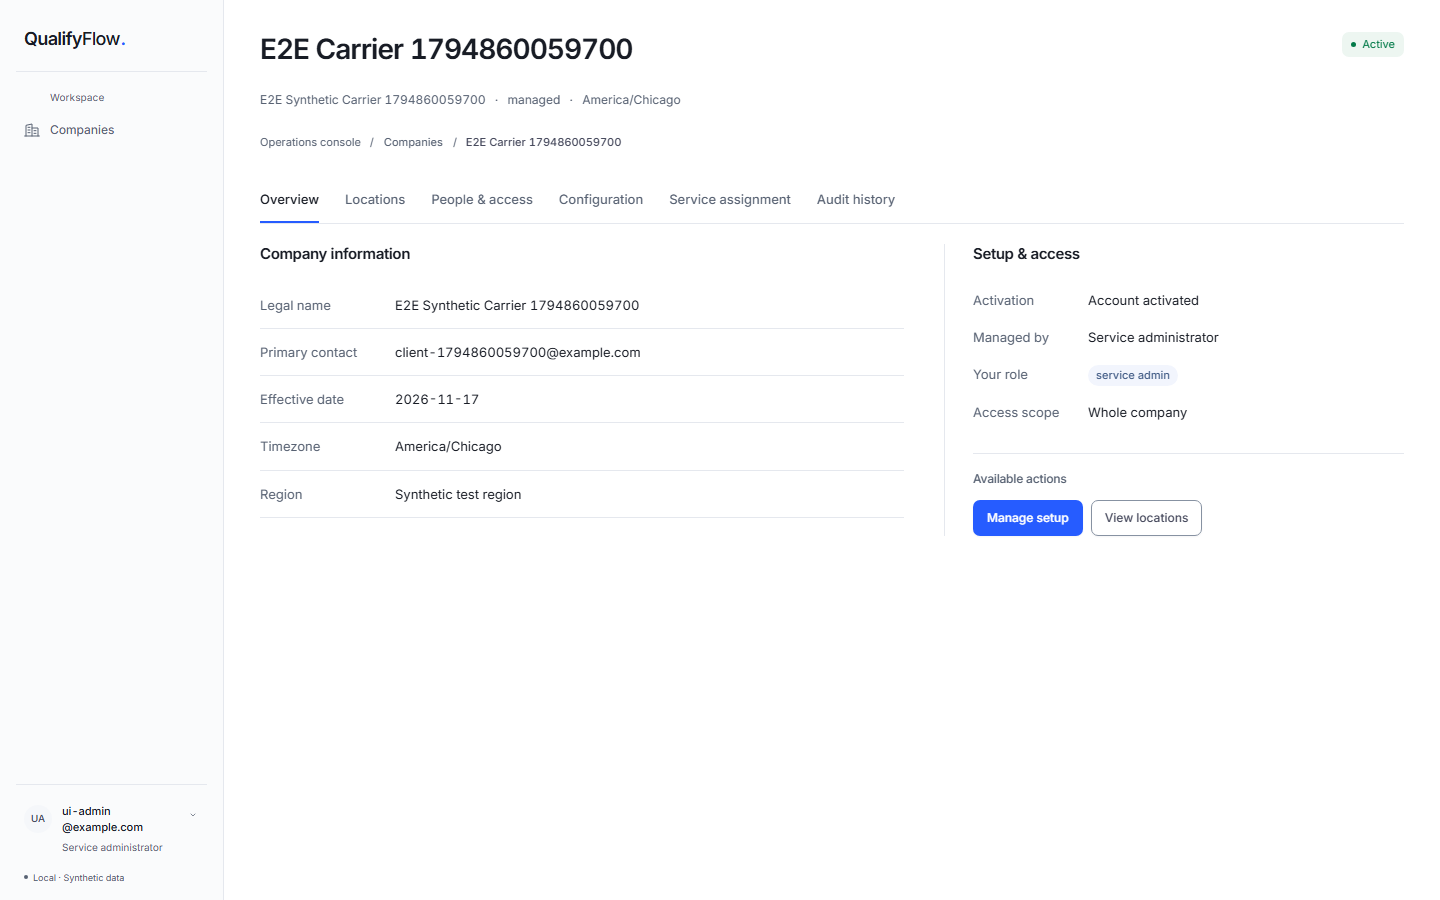 QualifyFlow.
Workspace
Companies
E2E Carrier 1794860059700
Active
E2E Synthetic Carrier 1794860059700 · managed · America/Chicago
Operations console / Companies / E2E Carrier 1794860059700
Overview Locations People & access Configuration Service assignment Audit history
Company information
Legal name E2E Synthetic Carrier 1794860059700
Primary contact client-1794860059700@example.com
Effective date 2026-11-17
Timezone America/Chicago
Region Synthetic test region
Setup & access
Activation Account activated
Managed by Service administrator
Your role service admin
Access scope Whole company
Available actions
Manage setup View locations
UA
ui-admin
@example.com
Service administrator
Local · Synthetic data